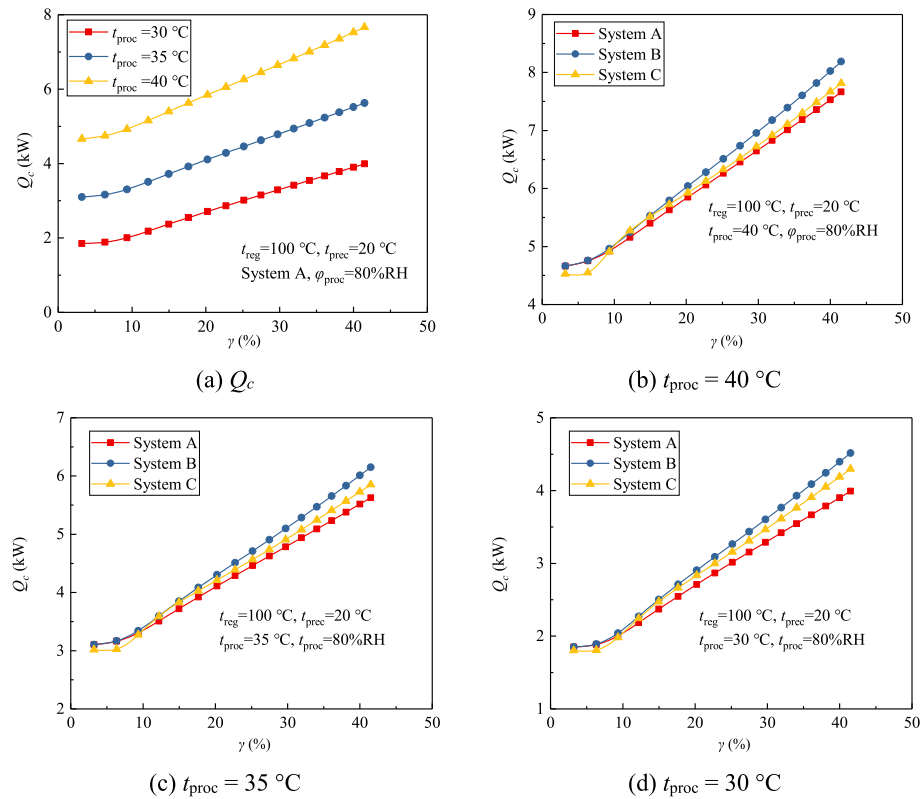 8
6
4
2
0
Q_c (kW)
t_proc =30 °C
t_proc =35 °C
t_proc =40 °C
t_reg=100 °C, t_prec=20 °C
System A, φ_proc=80%RH
0 10 20 30 40 50
γ (%)
(a) Q_c
9
8
7
6
5
4
Q_c (kW)
System A
System B
System C
t_reg=100 °C, t_prec=20 °C
t_proc=40 °C, φ_proc=80%RH
0 10 20 30 40 50
γ (%)
(b) t_proc = 40 °C
7
6
5
4
3
2
Q_c (kW)
System A
System B
System C
t_reg=100 °C, t_prec=20 °C
t_proc=35 °C, t_proc=80%RH
0 10 20 30 40 50
γ (%)
(c) t_proc = 35 °C
5
4
3
2
1
Q_c (kW)
System A
System B
System C
t_reg=100 °C, t_prec=20 °C
t_proc=30 °C, t_proc=80%RH
0 10 20 30 40 50
γ (%)
(d) t_proc = 30 °C